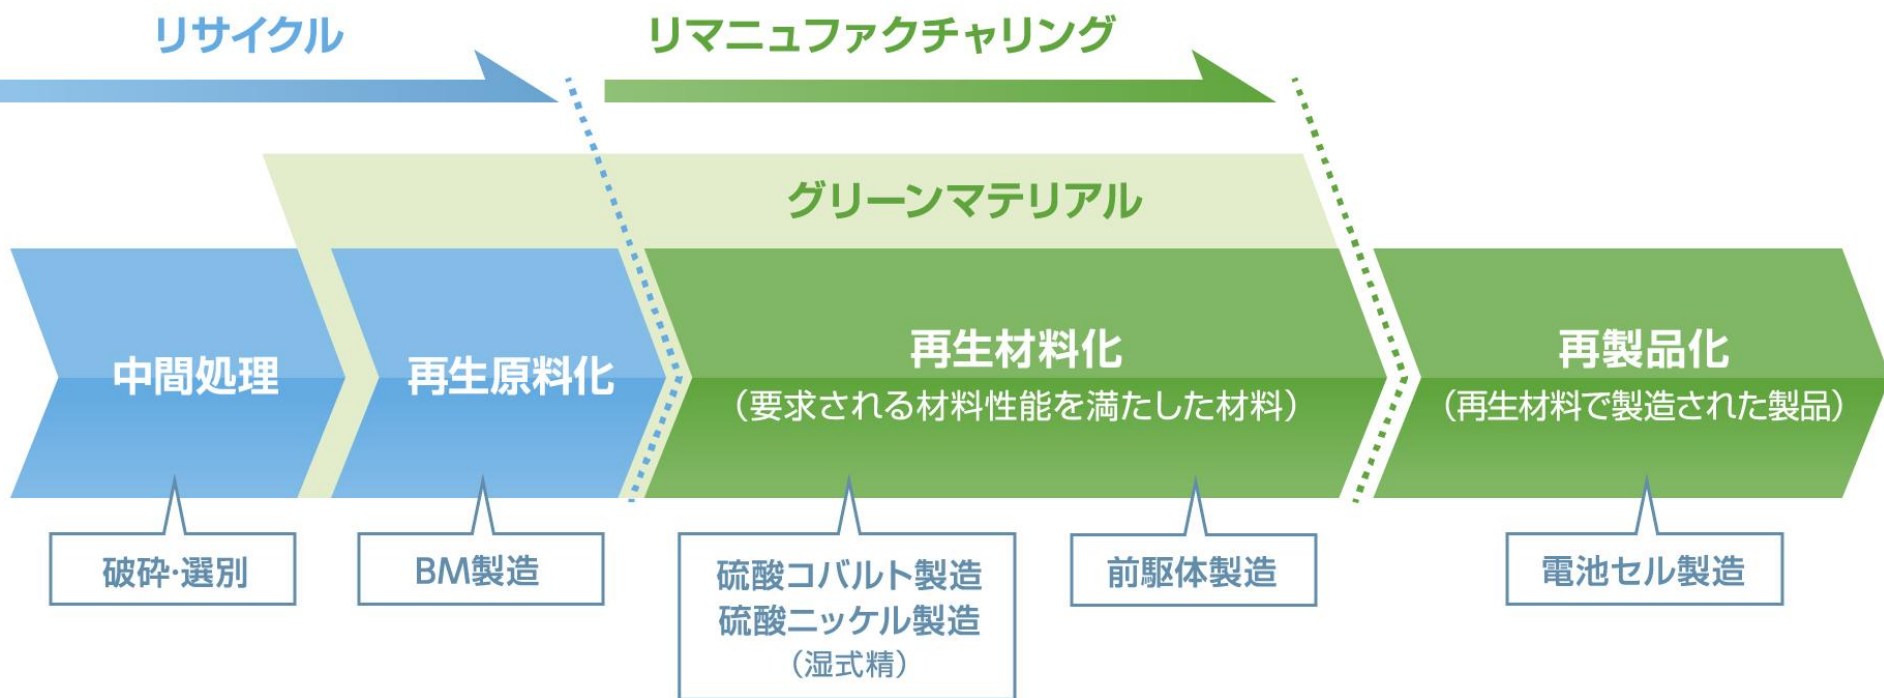 リサイクル
リマニュファクチャリング
グリーンマテリアル
中間処理
再生原料化
再生材料化
（要求される材料性能を満たした材料）
再製品化
（再生材料で製造された製品）
破砕・選別
BM製造
硫酸コバルト製造
硫酸ニッケル製造
（湿式精）
前駆体製造
電池セル製造